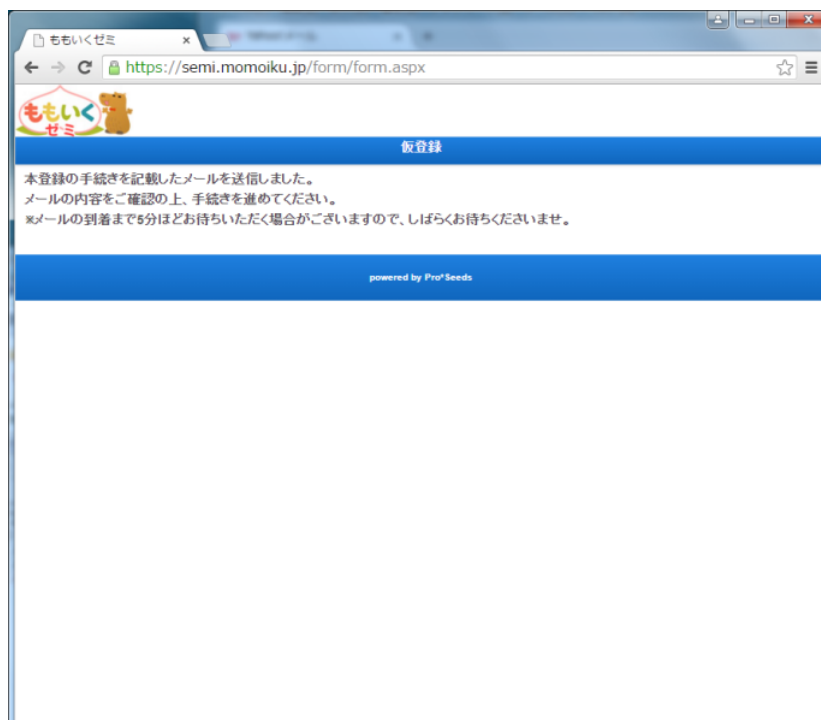 ももいくゼミ
https://semi.momoiku.jp/form/form.aspx
ももいく
ゼミ
仮登録
本登録の手続きを記載したメールを送信しました。
メールの内容をご確認の上、手続きを進めてください。
※メールの到着まで5分ほどお待ちいただく場合がございますので、しばらくお待ちくださいませ。
powered by Pro*Seeds